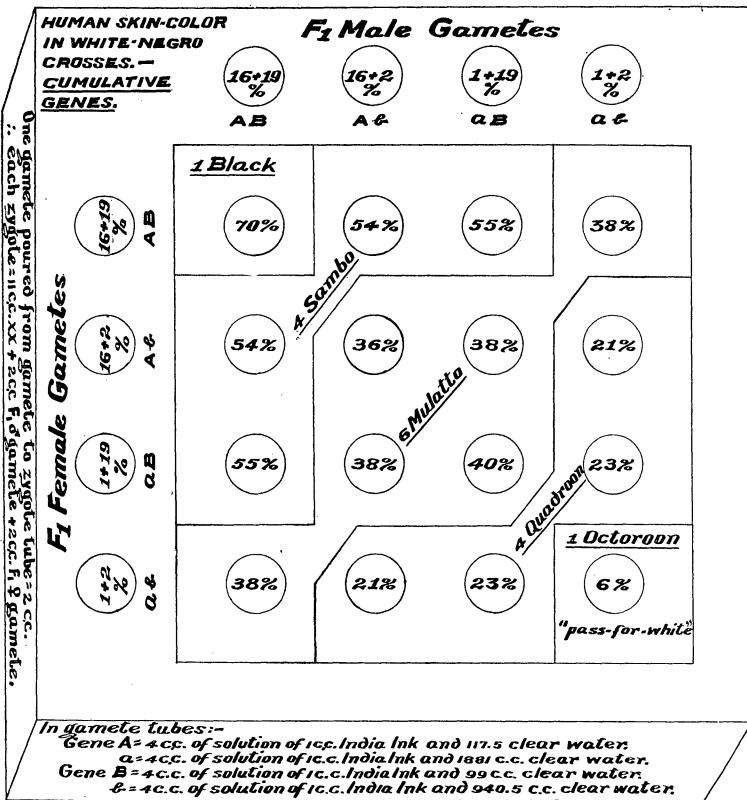 HUMAN SKIN-COLOR
IN WHITE-NEGRO
CROSSES.—
CUMULATIVE
GENES.
F1 Male Gametes
16+19 % 16+2 % 1+19 % 1+2 %
AB Ab aB ab
1 Black
16+19 % AB 70% 54% 55% 38%
4 Sambo
16+2 % Ab 54% 36% 38% 21%
6 Mulatto
1+19 % aB 55% 38% 40% 23%
4 Quadroon
1 Octoroon
1+2 % ab 38% 21% 23% 6%
"pass-for-white"
F1 Female Gametes
One gamete poured from gamete to zygote tube = 2 c.c.
∴ each zygote = 11 c.c. XX + 2 c.c. F1 ♂ gamete + 2 c.c. F1 ♀ gamete.
In gamete tubes:-
Gene A = 4 c.c. of solution of 1 c.c. India Ink and 117.5 clear water.
a = 4 c.c. of solution of 1 c.c. India Ink and 1881 c.c. clear water.
Gene B = 4 c.c. of solution of 1 c.c. India Ink and 99 c.c. clear water.
b = 4 c.c. of solution of 1 c.c. India Ink and 940.5 c.c. clear water.